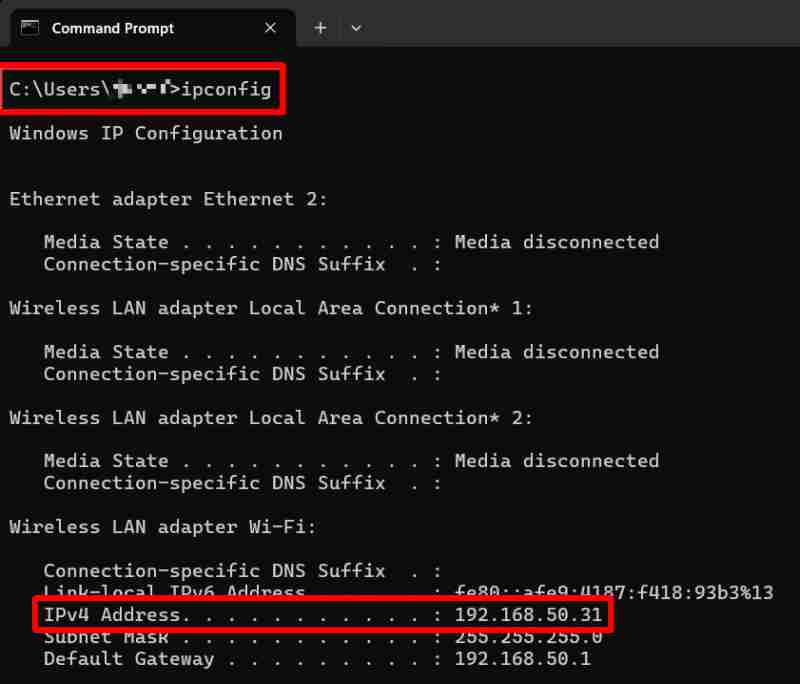 Command Prompt
C:\Users\>ipconfig
Windows IP Configuration
Ethernet adapter Ethernet 2:
Media State . . . . . . . . . . . : Media disconnected
Connection-specific DNS Suffix  . :
Wireless LAN adapter Local Area Connection* 1:
Media State . . . . . . . . . . . : Media disconnected
Connection-specific DNS Suffix  . :
Wireless LAN adapter Local Area Connection* 2:
Media State . . . . . . . . . . . : Media disconnected
Connection-specific DNS Suffix  . :
Wireless LAN adapter Wi-Fi:
Connection-specific DNS Suffix  . :
Link-local IPv6 Address . . . . . : fe80::afe9:4187:f418:93b3%13
IPv4 Address. . . . . . . . . . . : 192.168.50.31
Subnet Mask . . . . . . . . . . . : 255.255.255.0
Default Gateway . . . . . . . . . : 192.168.50.1